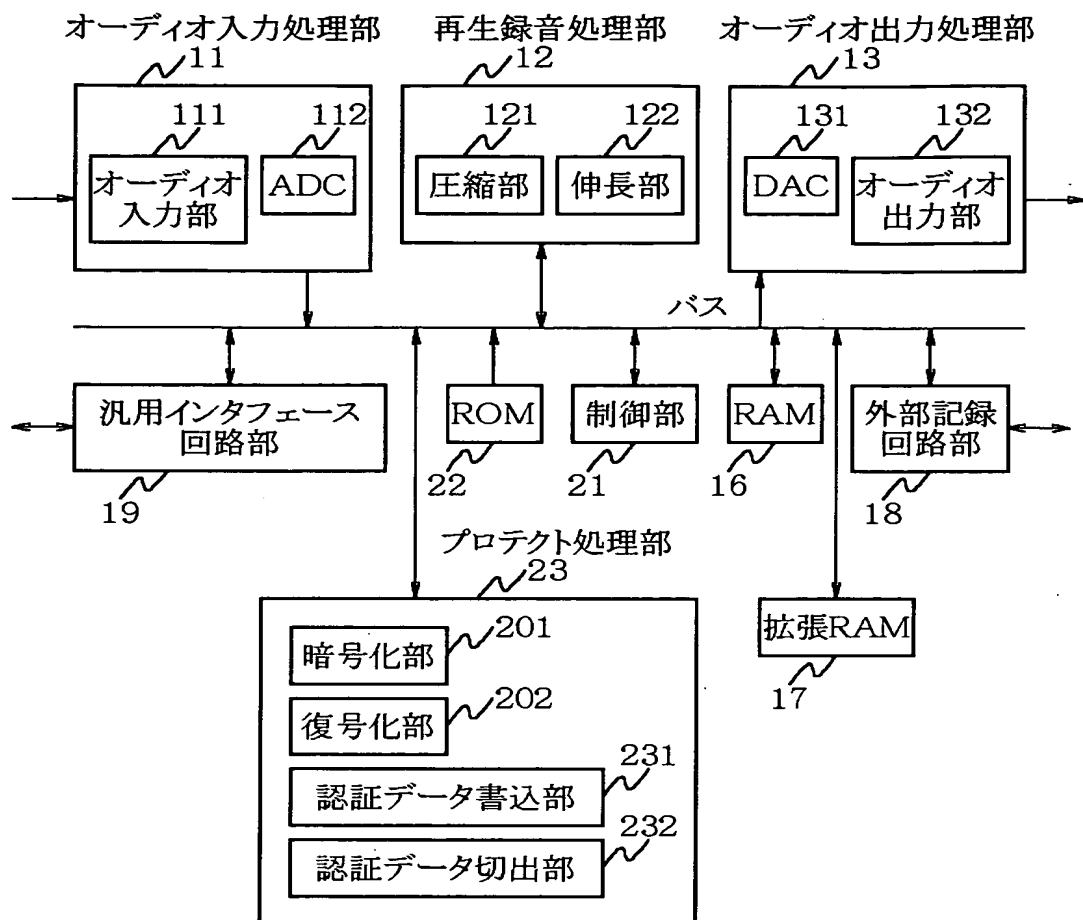 オーディオ入力処理部
再生録音処理部
オーディオ出力処理部
11
12
13
111
112
121
122
131
132
オーディオ
入力部
ADC
圧縮部
伸長部
DAC
オーディオ
出力部
バス
汎用インタフェース
回路部
ROM
制御部
RAM
外部記録
回路部
19
22
21
16
18
プロテクト処理部
23
暗号化部
201
拡張RAM
17
復号化部
202
認証データ書込部
231
認証データ切出部
232